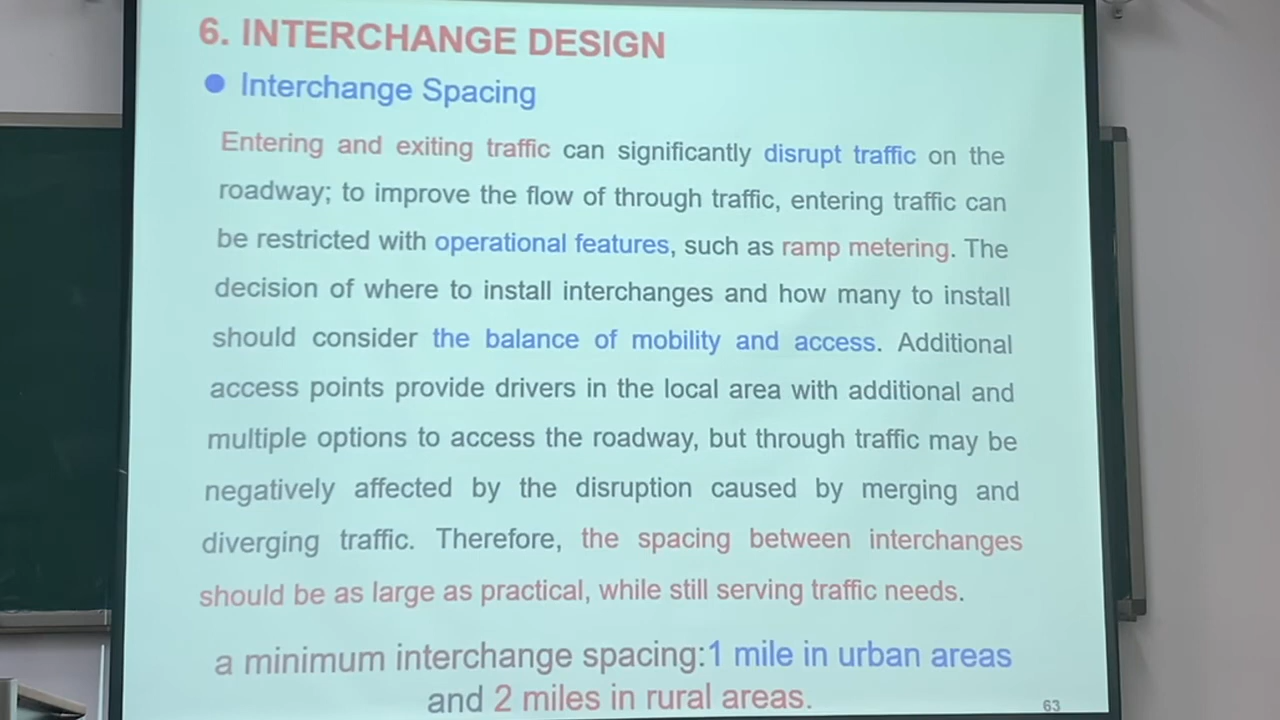 6. INTERCHANGE DESIGN
● Interchange Spacing
Entering and exiting traffic can significantly disrupt traffic on the
roadway; to improve the flow of through traffic, entering traffic can
be restricted with operational features, such as ramp metering. The
decision of where to install interchanges and how many to install
should consider the balance of mobility and access. Additional
access points provide drivers in the local area with additional and
multiple options to access the roadway, but through traffic may be
negatively affected by the disruption caused by merging and
diverging traffic. Therefore, the spacing between interchanges
should be as large as practical, while still serving traffic needs.
a minimum interchange spacing:1 mile in urban areas
and 2 miles in rural areas.
63